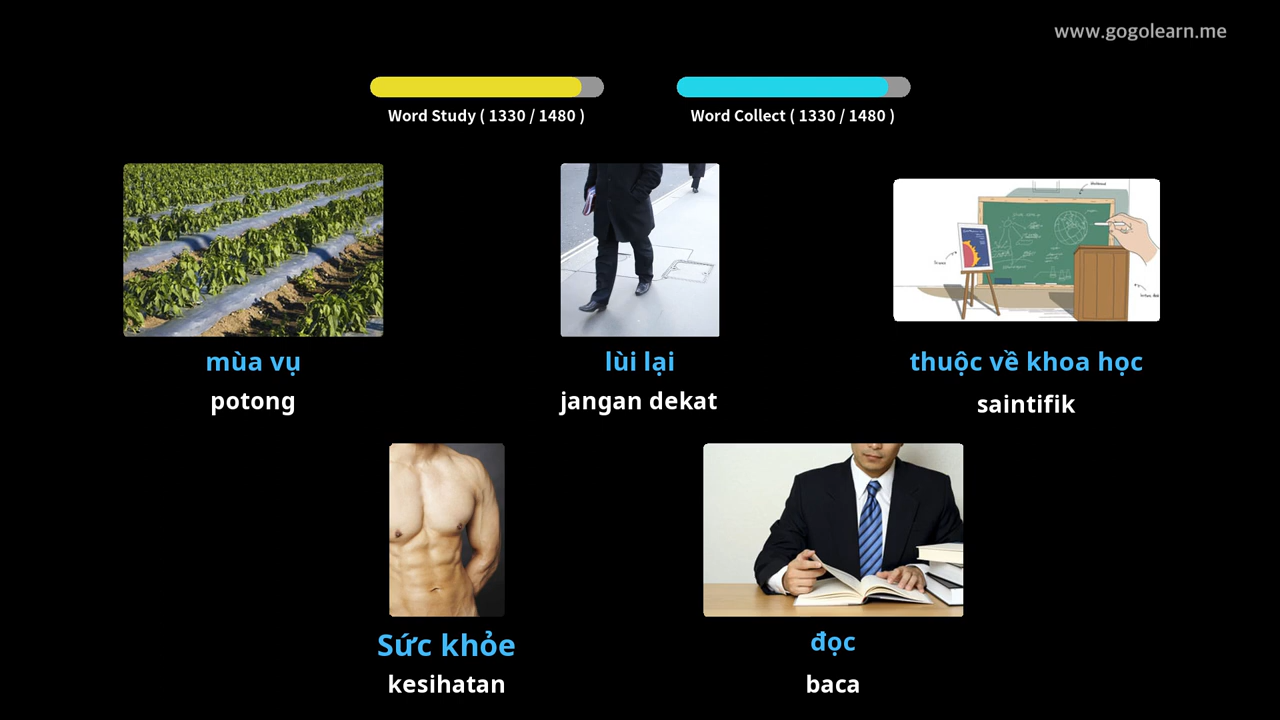 www.gogolearn.me
Word Study ( 1330 / 1480 )
Word Collect ( 1330 / 1480 )
mùa vụ
lùi lại
thuộc về khoa học
potong
jangan dekat
saintifik
Sức khỏe
đọc
kesihatan
baca